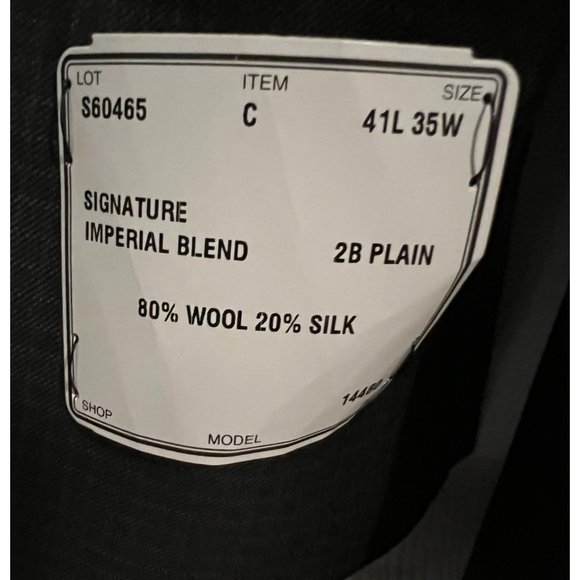 LOT ITEM SIZE
S60465 C 41L 35W
SIGNATURE
IMPERIAL BLEND 2B PLAIN
80% WOOL 20% SILK
SHOP MODEL